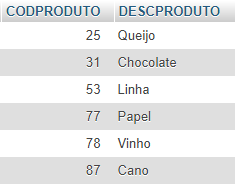 CODPRODUTO DESCPRODUTO
25 Queijo
31 Chocolate
53 Linha
77 Papel
78 Vinho
87 Cano